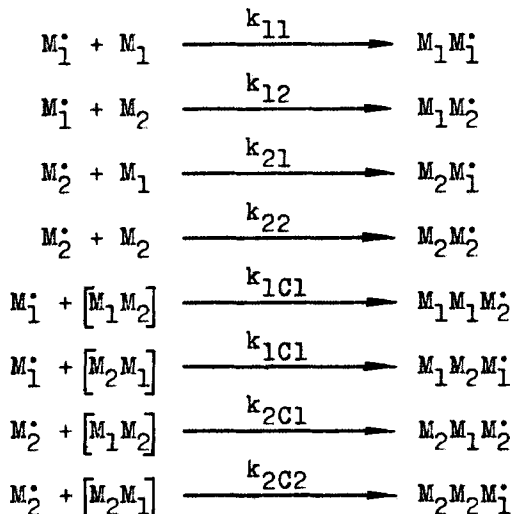 M₁• + M₁ k₁₁ → M₁M₁•
M₁• + M₂ k₁₂ → M₁M₂•
M₂• + M₁ k₂₁ → M₂M₁•
M₂• + M₂ k₂₂ → M₂M₂•
M₁• + [M₁M₂] k₁C₁ → M₁M₁M₂•
M₁• + [M₂M₁] k₁C₁ → M₁M₂M₁•
M₂• + [M₁M₂] k₂C₁ → M₂M₁M₂•
M₂• + [M₂M₁] k₂C₂ → M₂M₂M₁•